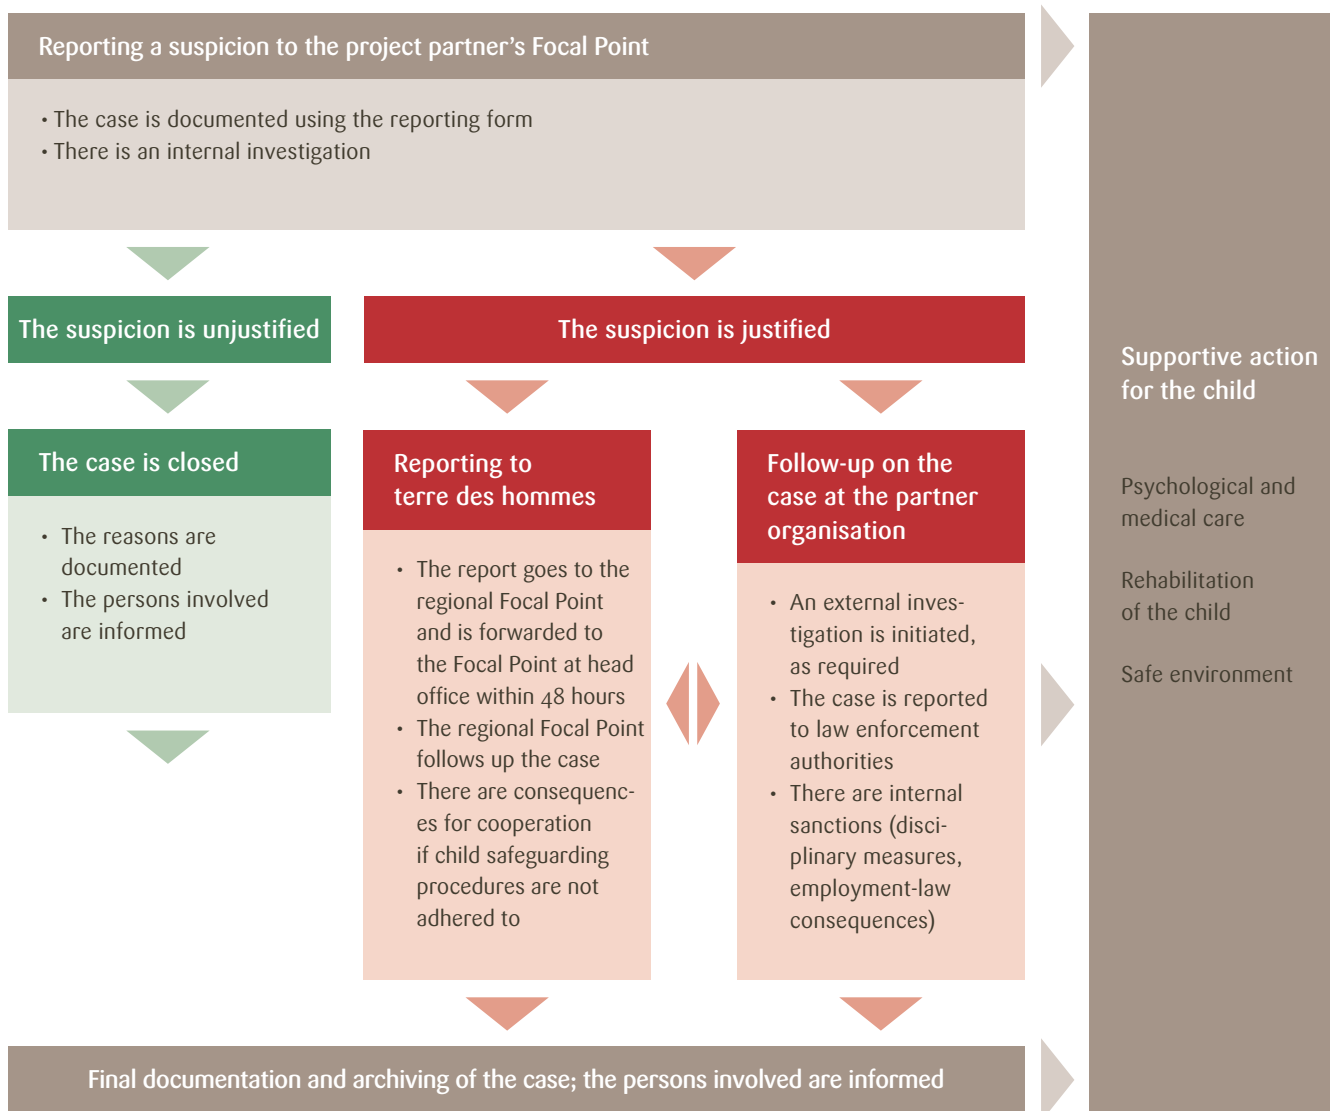 Reporting a suspicion to the project partner's Focal Point
• The case is documented using the reporting form
• There is an internal investigation
The suspicion is unjustified
The suspicion is justified
The case is closed
• The reasons are
documented
• The persons involved
are informed
Reporting to
terre des hommes
• The report goes to the
regional Focal Point
and is forwarded to
the Focal Point at head
office within 48 hours
• The regional Focal Point
follows up the case
• There are consequenc-
es for cooperation
if child safeguarding
procedures are not
adhered to
Follow-up on the
case at the partner
organisation
• An external inves-
tigation is initiated,
as required
• The case is reported
to law enforcement
authorities
• There are internal
sanctions (disci-
plinary measures,
employment-law
consequences)
Final documentation and archiving of the case; the persons involved are informed
Supportive action
for the child
Psychological and
medical care
Rehabilitation
of the child
Safe environment